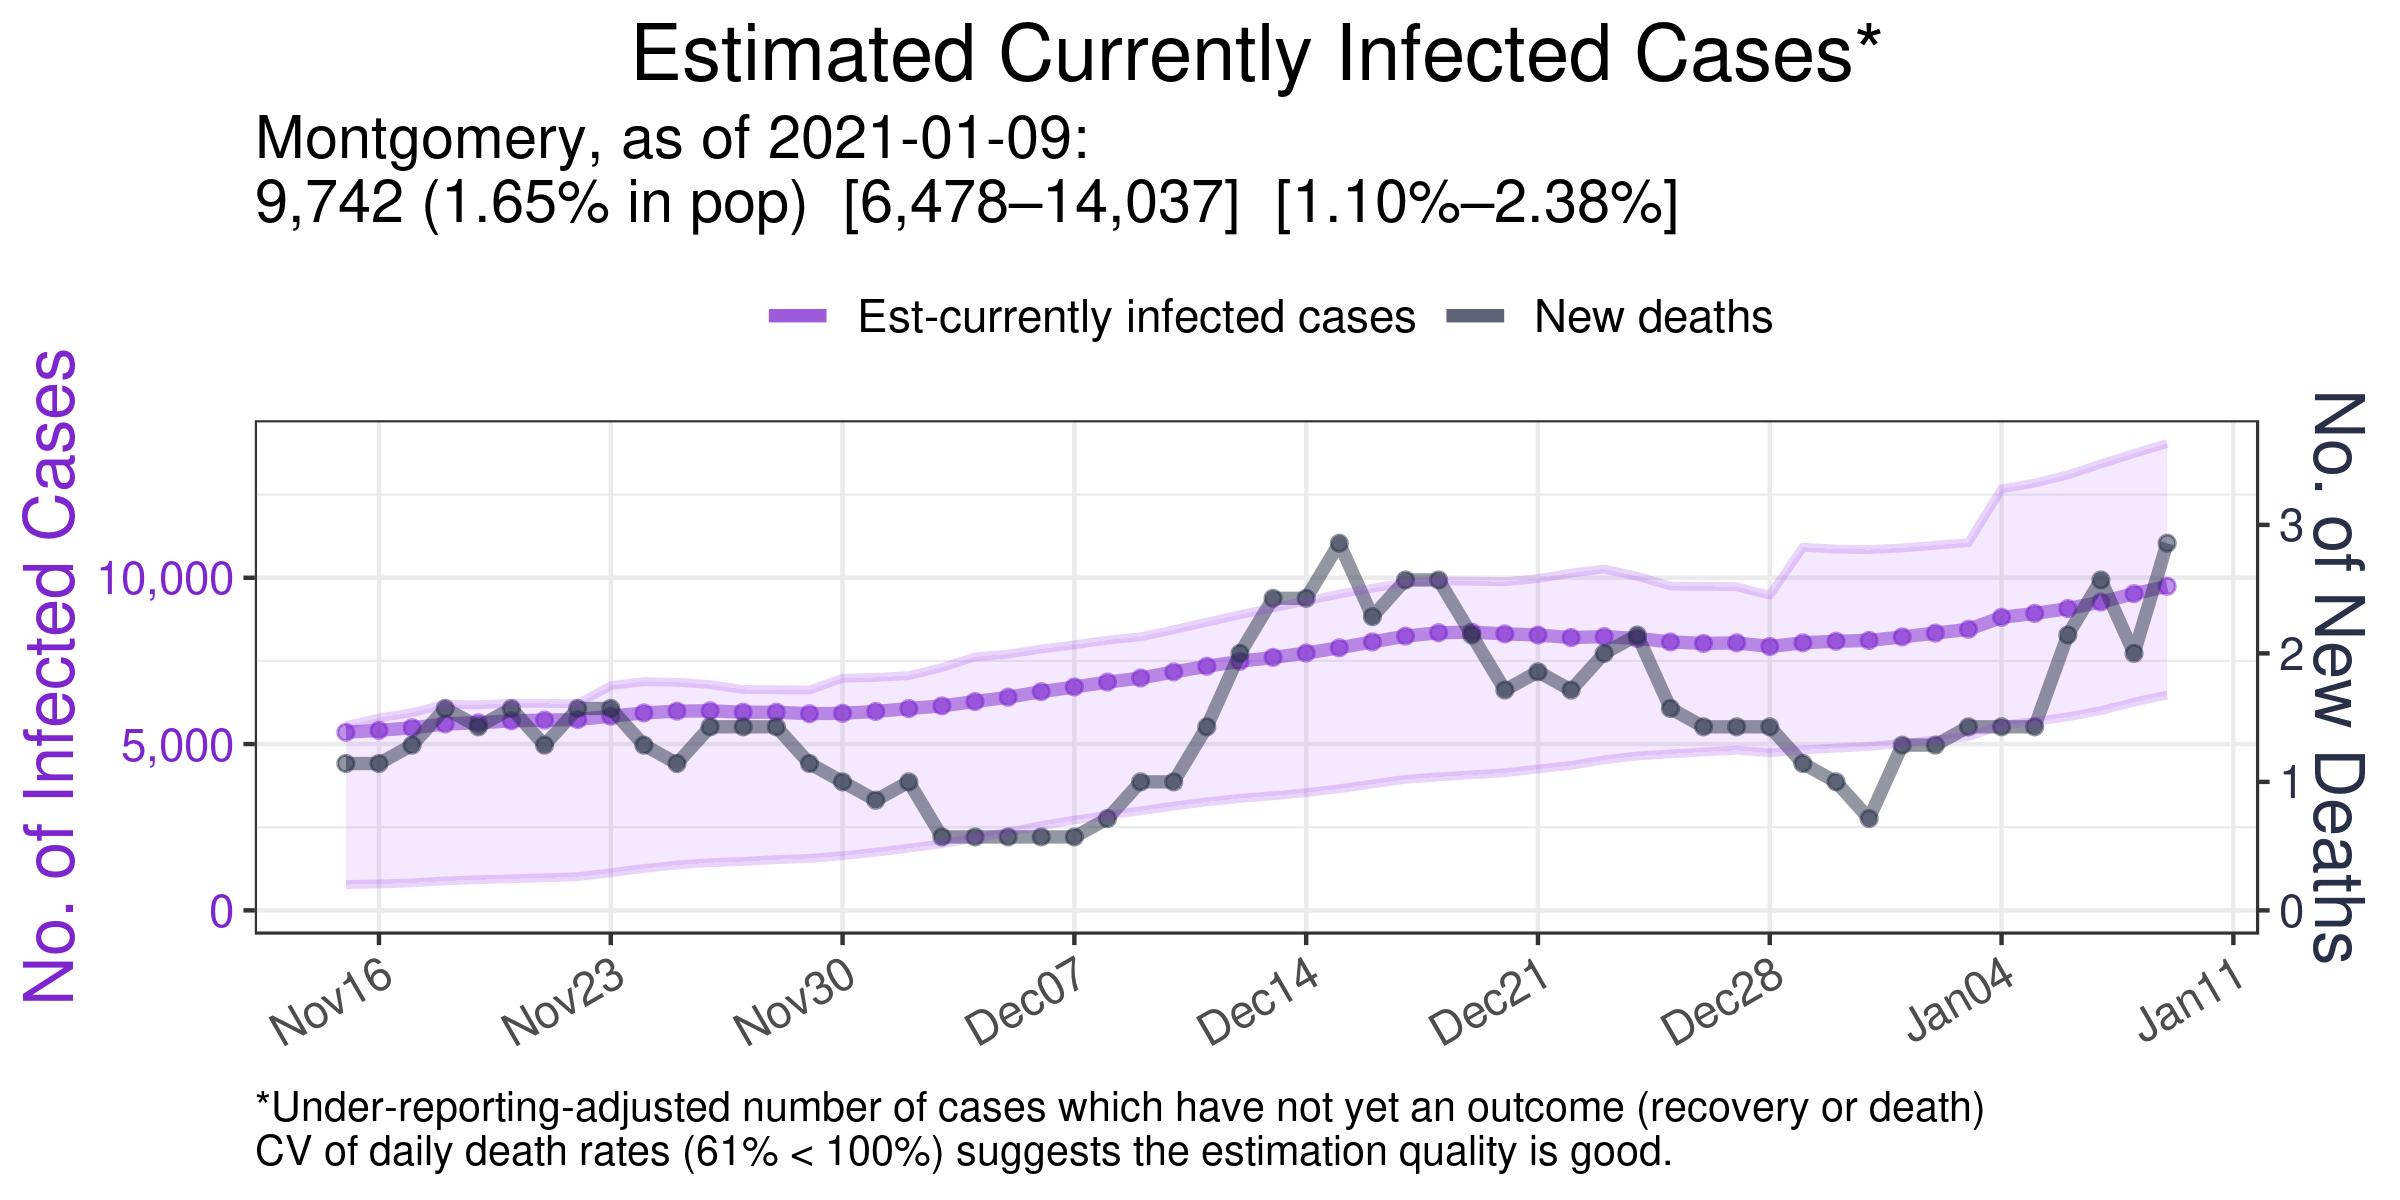 Estimated Currently Infected Cases*
Montgomery, as of 2021-01-09:
9,742 (1.65% in pop) [6,478–14,037] [1.10%–2.38%]
Est-currently infected cases
New deaths
No. of Infected Cases
10,000
5,000
0
No. of New Deaths
3
2
1
0
Nov16
Nov23
Nov30
Dec07
Dec14
Dec21
Dec28
Jan04
Jan11
*Under-reporting-adjusted number of cases which have not yet an outcome (recovery or death)
CV of daily death rates (61% < 100%) suggests the estimation quality is good.